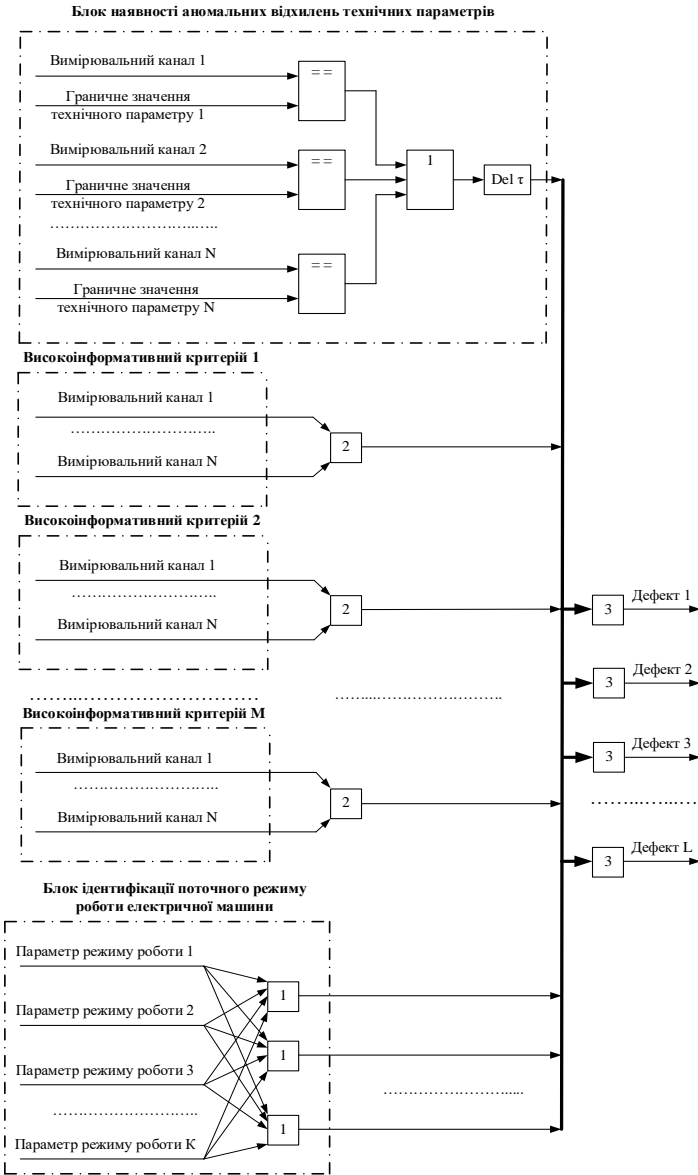 Блок наявності аномальних відхилень технічних параметрів
Вимірювальний канал 1
Граничне значення
технічного параметру 1
= =
Вимірювальний канал 2
Граничне значення
технічного параметру 2
= =
1
Del τ
……………………………..…..
Вимірювальний канал N
Граничне значення
технічного параметру N
= =
Високоінформативний критерій 1
Вимірювальний канал 1
………………………..
Вимірювальний канал N
2
Високоінформативний критерій 2
Вимірювальний канал 1
………………………..
Вимірювальний канал N
2
3
Дефект 1
3
Дефект 2
……...………………………………
……....……………………….
Високоінформативний критерій M
Вимірювальний канал 1
………………………..
Вимірювальний канал N
2
3
Дефект 3
……..…..….
3
Дефект L
Блок ідентифікації поточного режиму
роботи електричної машини
Параметр режиму роботи 1
1
Параметр режиму роботи 2
1
Параметр режиму роботи 3
……………………….
……………………......
1
Параметр режиму роботи K